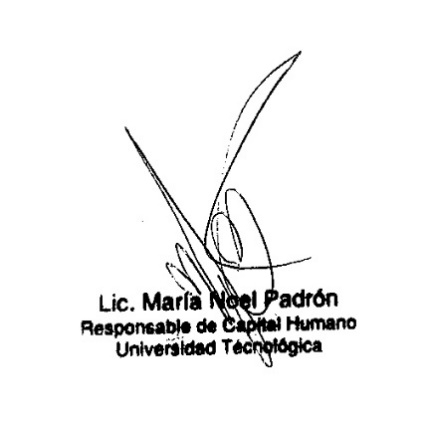 Lic. María Noel Padrón
Responsable de Capital Humano
Universidad Tecnológica